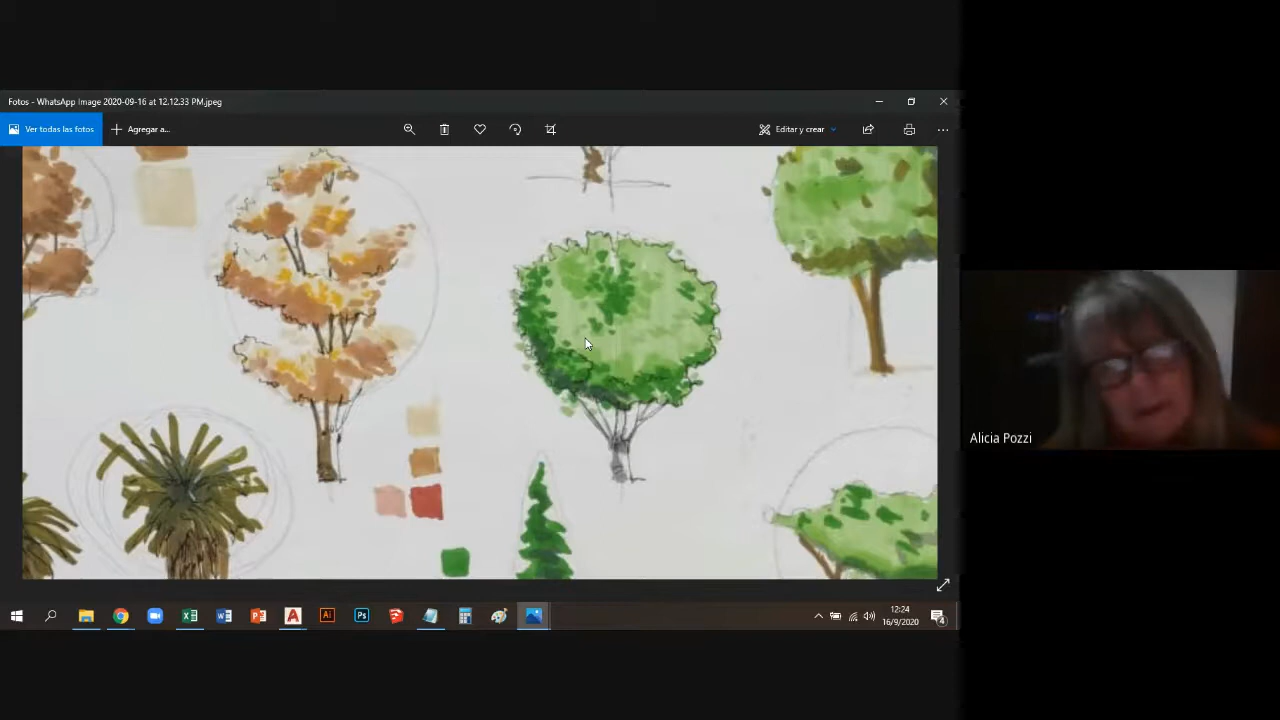 Fotos - WhatsApp Image 2020-09-16 at 12.12.33 PM.jpeg
Ver todas las fotos
Agregar a...
Editar y crear
Alicia Pozzi
12:24
16/9/2020
4